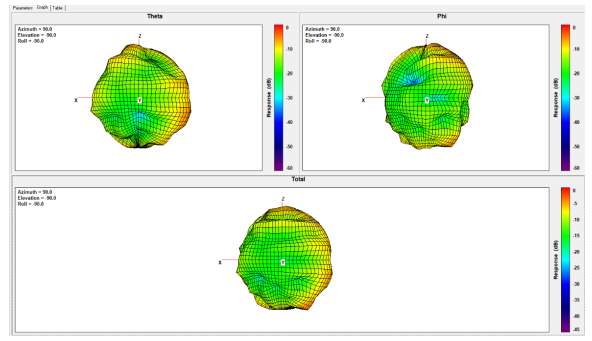 Parameter Graph Table
Theta
Azimuth = 90.0
Elevation = -90.0
Roll = -90.0
Z
X
Y
0
-10
-20
-30
-40
-50
-60
Response (dB)
Phi
Azimuth = 90.0
Elevation = -90.0
Roll = -90.0
Z
X
Y
0
-10
-20
-30
-40
-50
-60
Response (dB)
Total
Azimuth = 90.0
Elevation = -90.0
Roll = -90.0
Z
X
Y
0
-5
-10
-15
-20
-25
-30
-35
-40
-45
Response (dB)